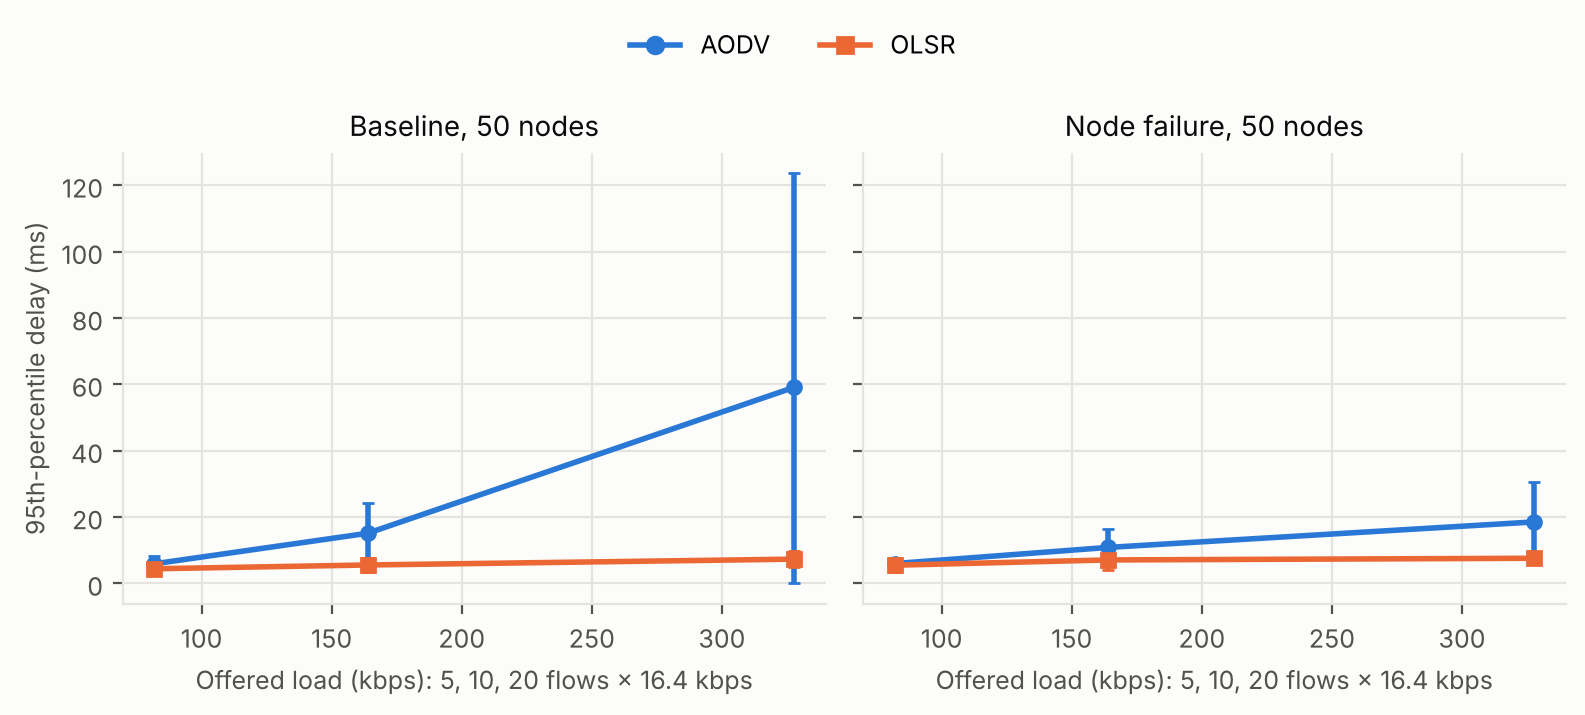 AODV OLSR
Baseline, 50 nodes
Node failure, 50 nodes
95th-percentile delay (ms)
120
100
80
60
40
20
0
100 150 200 250 300
100 150 200 250 300
Offered load (kbps): 5, 10, 20 flows × 16.4 kbps
Offered load (kbps): 5, 10, 20 flows × 16.4 kbps